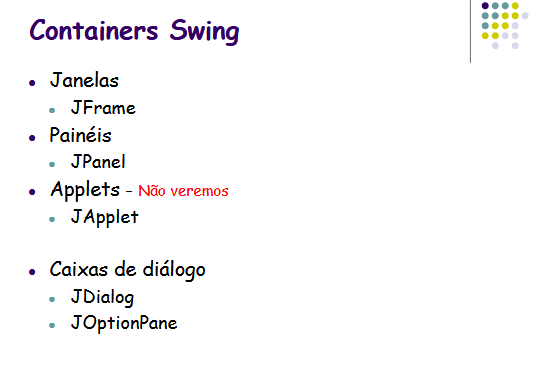 Containers Swing
Janelas
JFrame
Painéis
JPanel
Applets – Não veremos
JApplet
Caixas de diálogo
JDialog
JOptionPane